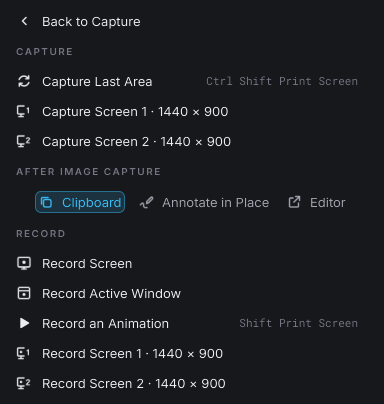 Back to Capture
CAPTURE
Capture Last Area Ctrl Shift Print Screen
Capture Screen 1 · 1440 × 900
Capture Screen 2 · 1440 × 900
AFTER IMAGE CAPTURE
Clipboard Annotate in Place Editor
RECORD
Record Screen
Record Active Window
Record an Animation Shift Print Screen
Record Screen 1 · 1440 × 900
Record Screen 2 · 1440 × 900